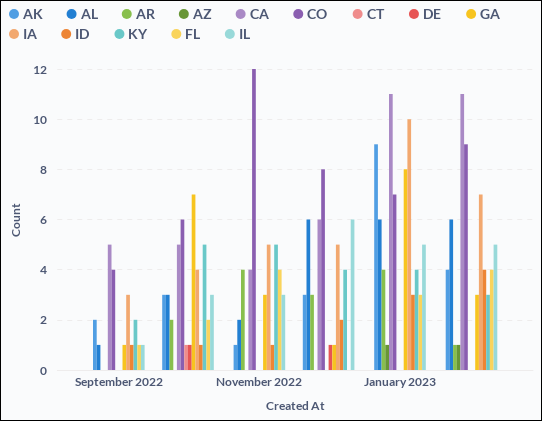 AK AL AR AZ CA CO CT DE GA
IA ID KY FL IL
12
10
8
6
4
2
0
Count
September 2022 November 2022 January 2023
Created At